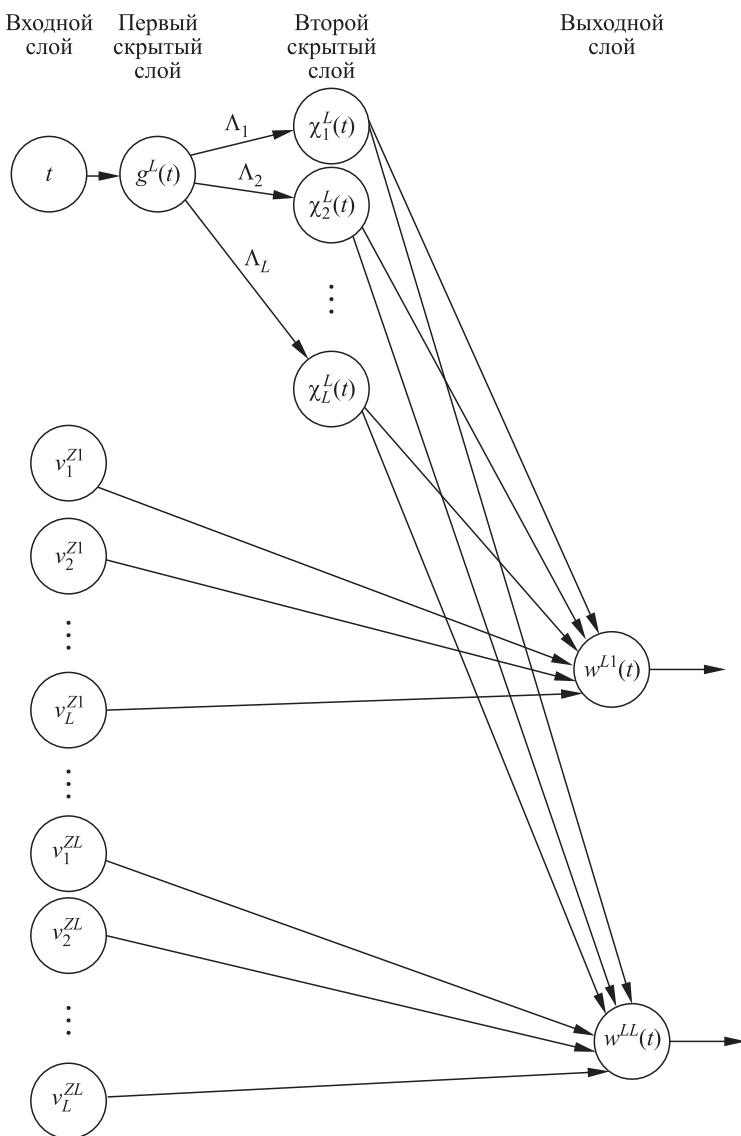 Входной слой
Первый скрытый слой
Второй скрытый слой
Выходной слой
t
g^L(t)
Λ_1
Λ_2
Λ_L
χ_1^L(t)
χ_2^L(t)
⋮
χ_L^L(t)
v_1^{Z1}
v_2^{Z1}
⋮
v_L^{Z1}
⋮
v_1^{ZL}
v_2^{ZL}
⋮
v_L^{ZL}
w^{L1}(t)
w^{LL}(t)